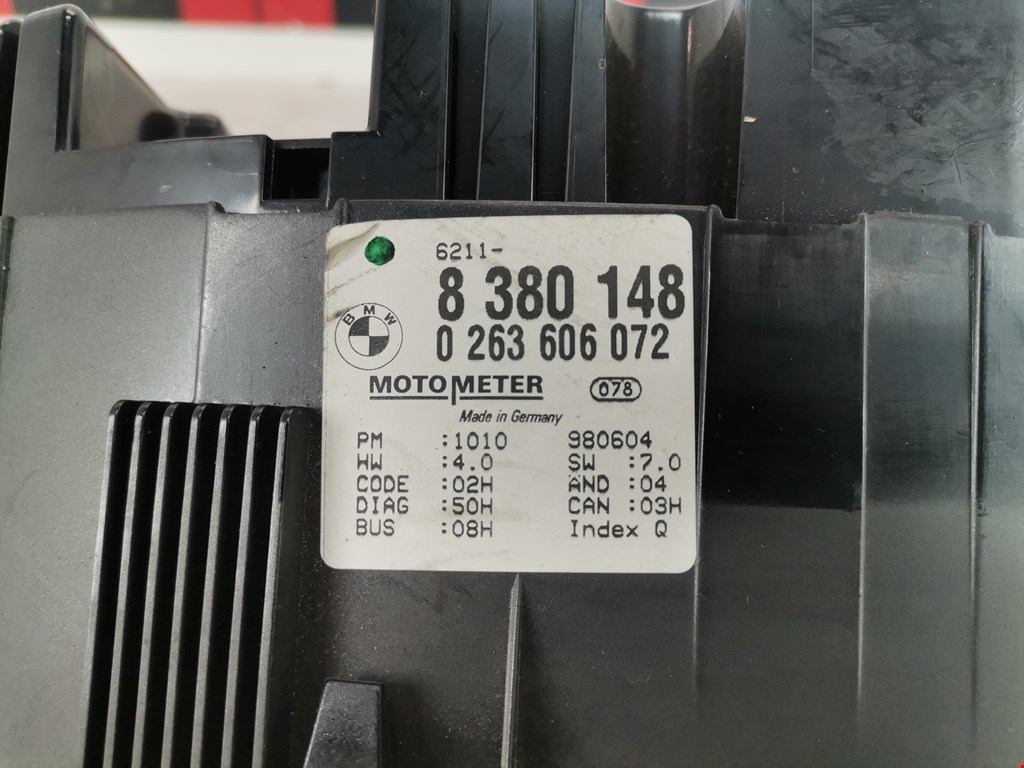 6211-
8 380 148
0 263 606 072
BMW
MOTOMETER 078
Made in Germany
PM :1010 980604
HW :4.0 SW :7.0
CODE :02H ÄND :04
DIAG :50H CAN :03H
BUS :08H Index Q